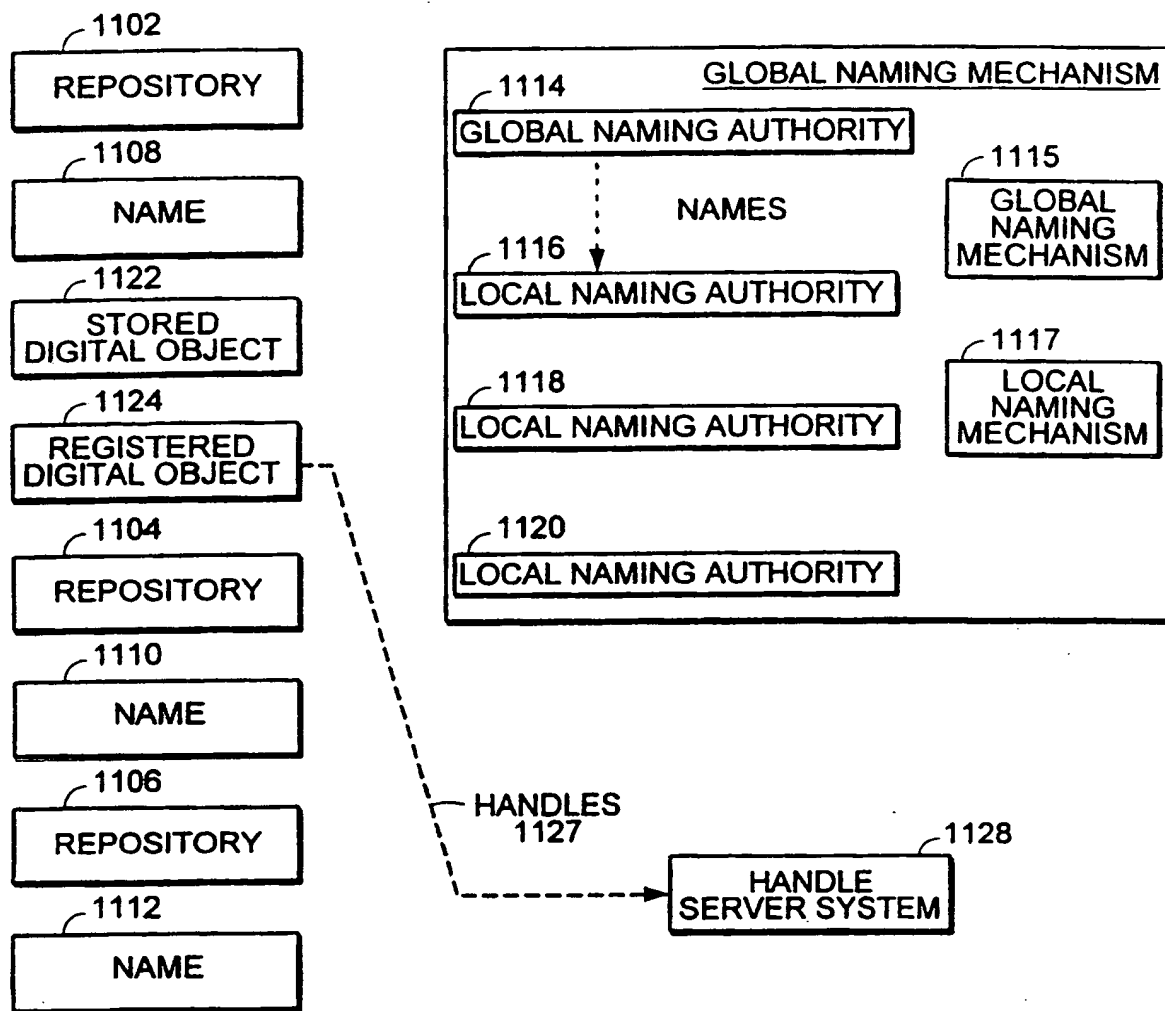 1102
REPOSITORY
1108
NAME
1122
STORED
DIGITAL OBJECT
1124
REGISTERED
DIGITAL OBJECT
1104
REPOSITORY
1110
NAME
1106
REPOSITORY
1112
NAME
GLOBAL NAMING MECHANISM
1114
GLOBAL NAMING AUTHORITY
NAMES
1115
GLOBAL
NAMING
MECHANISM
1116
LOCAL NAMING AUTHORITY
1117
LOCAL
NAMING
MECHANISM
1118
LOCAL NAMING AUTHORITY
1120
LOCAL NAMING AUTHORITY
HANDLES
1127
1128
HANDLE
SERVER SYSTEM